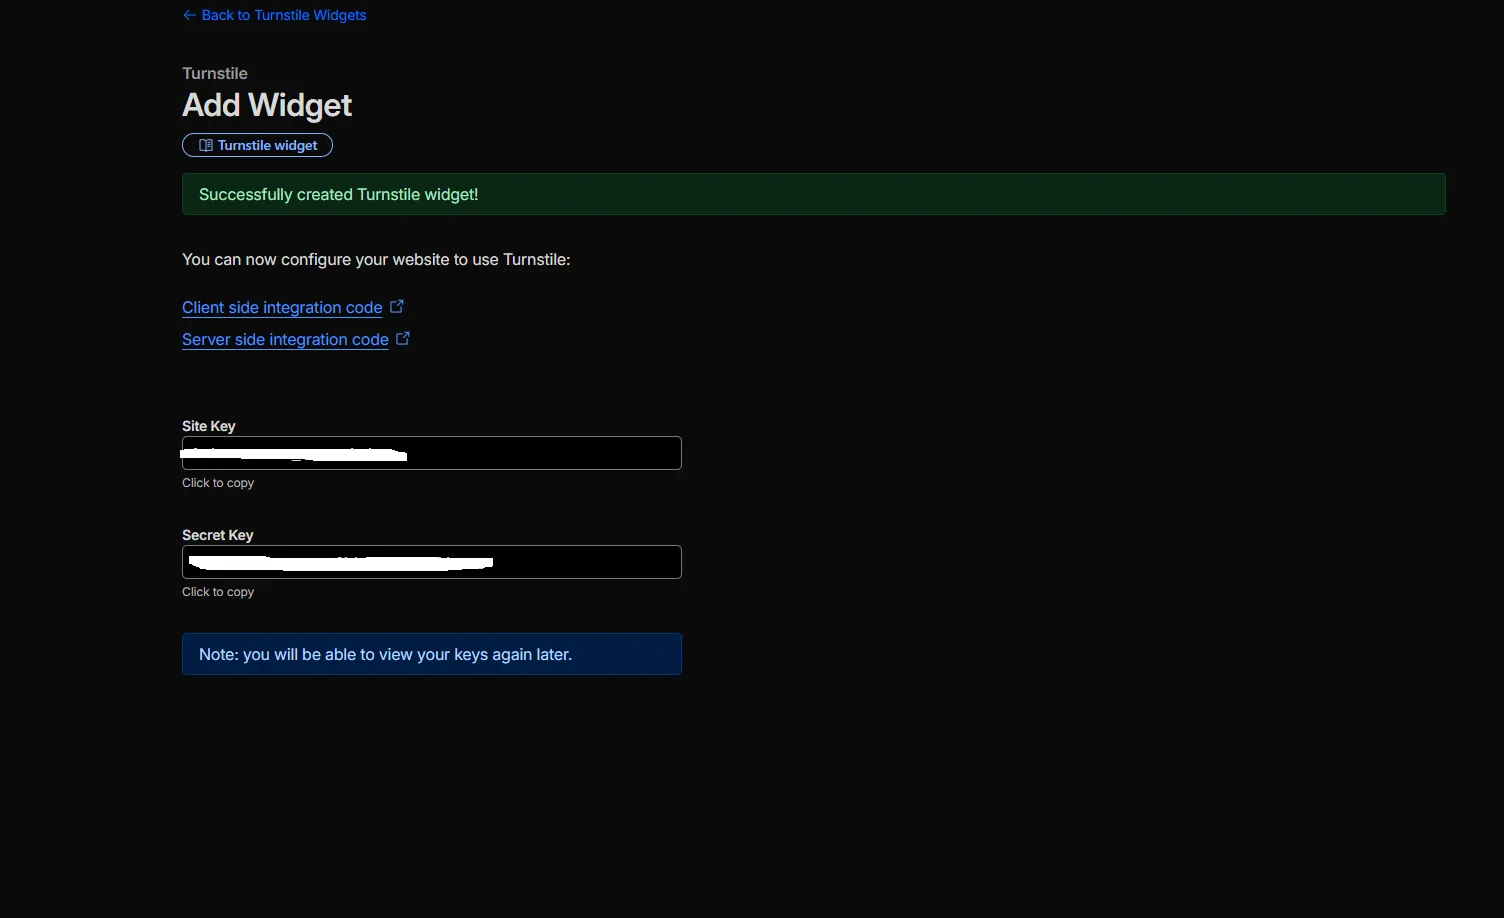 Back to Turnstile Widgets
Turnstile
Add Widget
Turnstile widget
Successfully created Turnstile widget!
You can now configure your website to use Turnstile:
Client side integration code
Server side integration code
Site Key
Click to copy
Secret Key
Click to copy
Note: you will be able to view your keys again later.